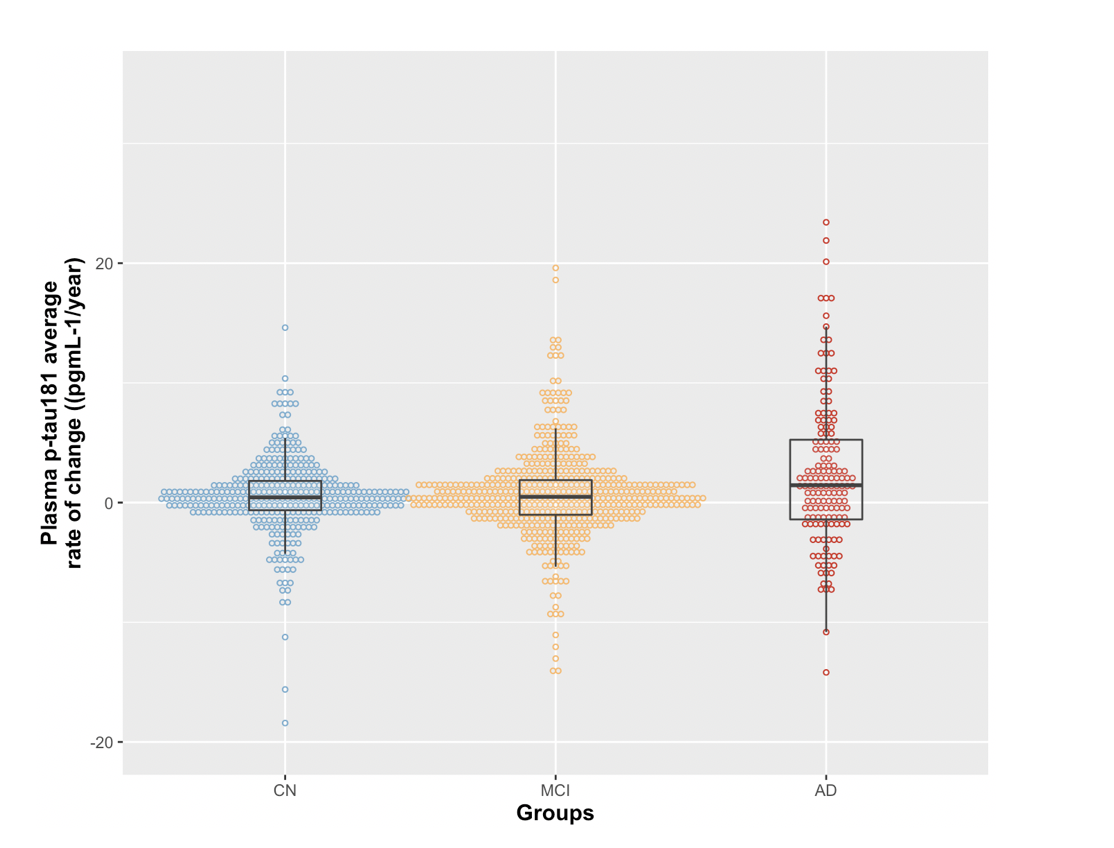 Plasma p-tau181 average
rate of change ((pgmL-1/year)
20
0
-20
CN MCI AD
Groups